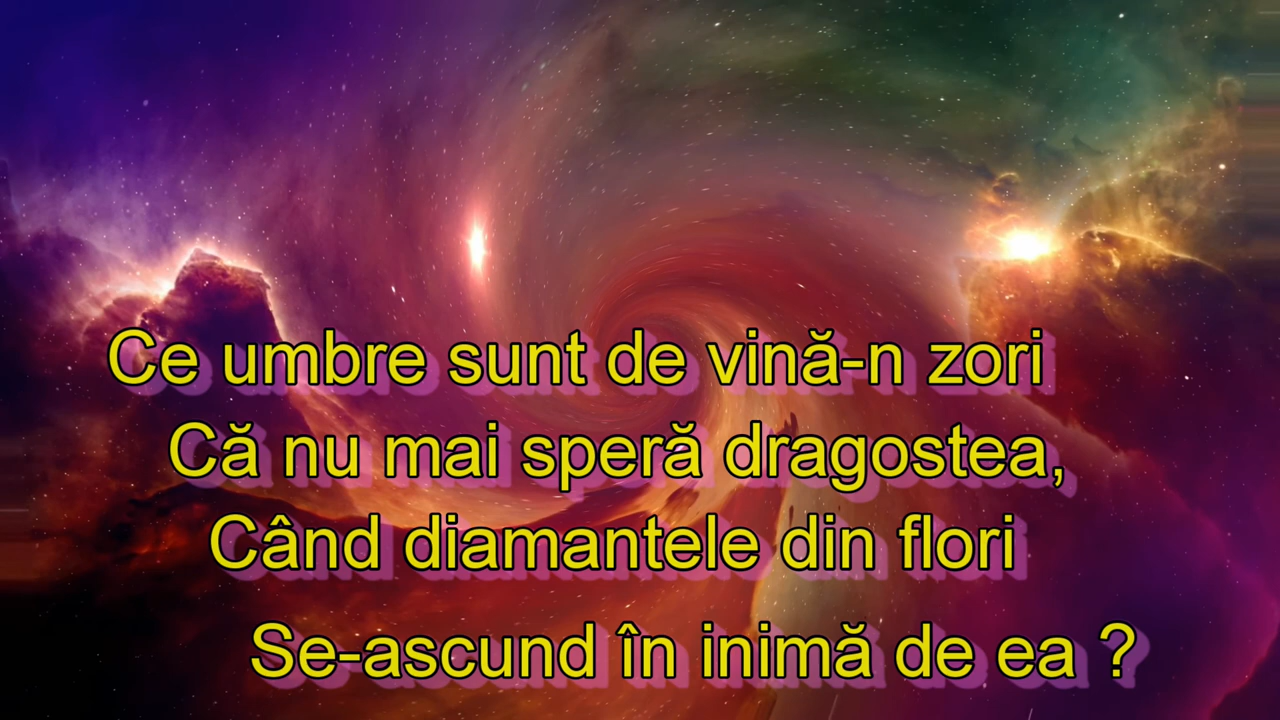 Ce umbre sunt de vină-n zori
Că nu mai speră dragostea,
Când diamantele din flori
Se-ascund în inimă de ea ?